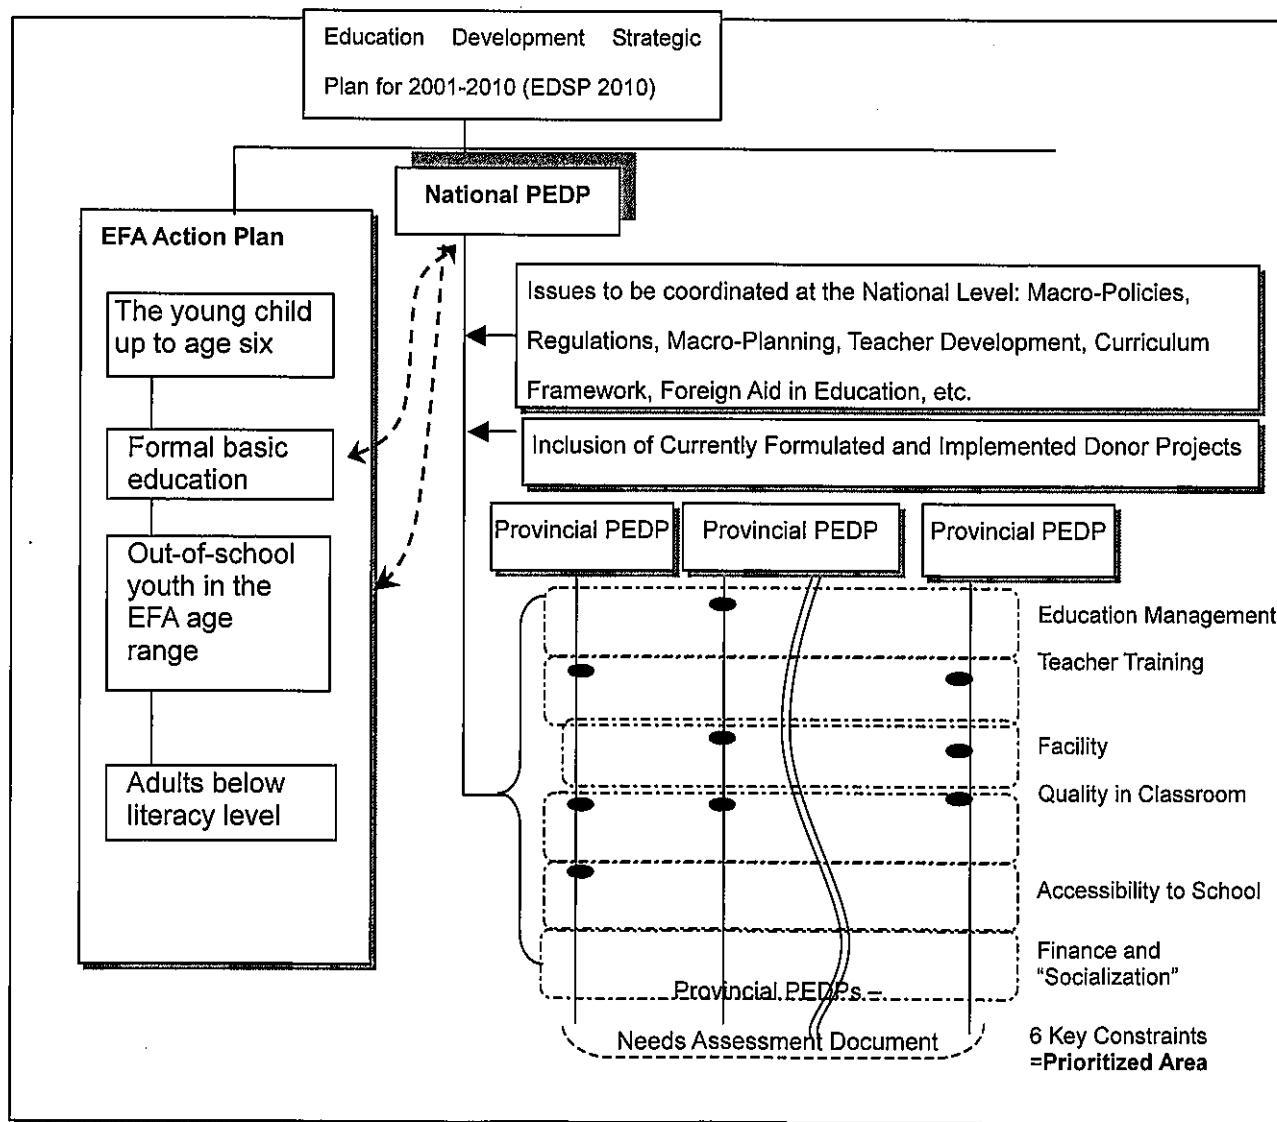 Education Development Strategic
Plan for 2001-2010 (EDSP 2010)
National PEDP
EFA Action Plan
The young child
up to age six
Formal basic
education
Out-of-school
youth in the
EFA age
range
Adults below
literacy level
Issues to be coordinated at the National Level: Macro-Policies,
Regulations, Macro-Planning, Teacher Development, Curriculum
Framework, Foreign Aid in Education, etc.
Inclusion of Currently Formulated and Implemented Donor Projects
Provincial PEDP
Provincial PEDP
Provincial PEDP
Education Management
Teacher Training
Facility
Quality in Classroom
Accessibility to School
Finance and
“Socialization”
Provincial PEDPs –
Needs Assessment Document
6 Key Constraints
=Prioritized Area